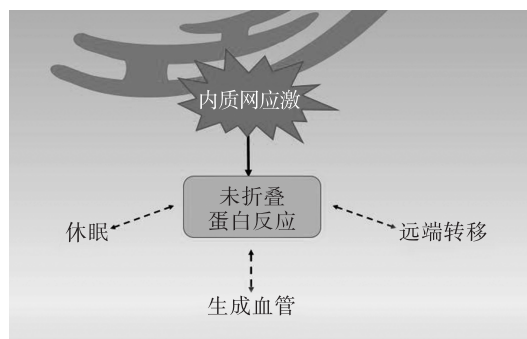 内质网应激
未折叠
蛋白反应
休眠
远端转移
生成血管